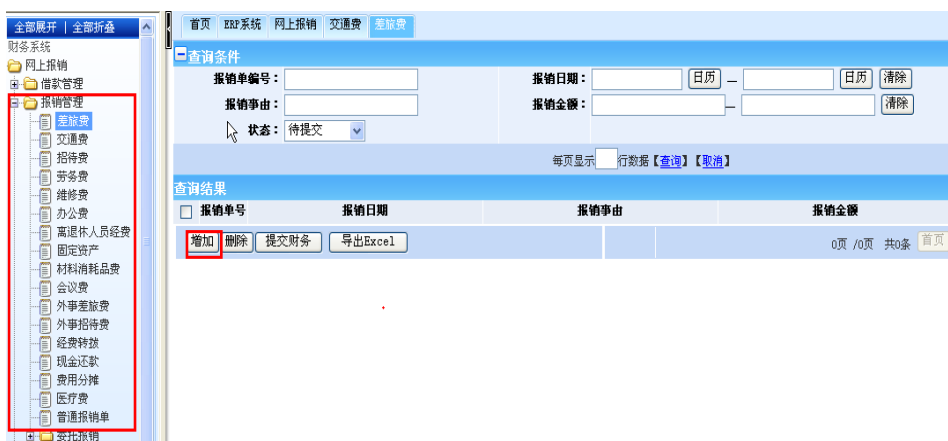 全部展开 | 全部折叠
财务系统
网上报销
借款管理
报销管理
差旅费
交通费
招待费
劳务费
维修费
办公费
离退休人员经费
固定资产
材料消耗品费
会议费
外事差旅费
外事招待费
经费转拨
现金还款
费用分摊
医疗费
普通报销单
委托报销
首页 ERP系统 网上报销 交通费 差旅费
查询条件
报销单编号： 报销日期： 日历 — 日历 清除
报销事由： 报销金额： — 清除
状态： 待提交
每页显示 行数据【查询】【取消】
查询结果
报销单号 报销日期 报销事由 报销金额
增加 删除 提交财务 导出Excel 0页 /0页 共0条 首页